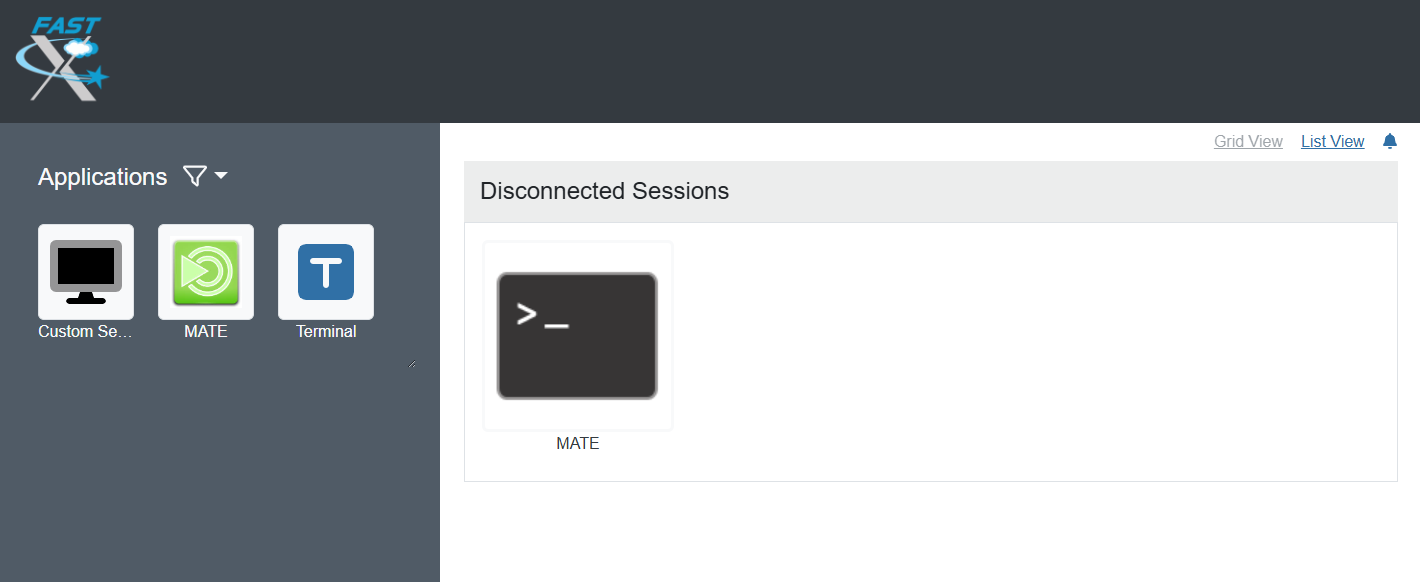 FAST
X
Grid View List View
Applications
Disconnected Sessions
>_
T
Custom Se...
MATE
Terminal
MATE